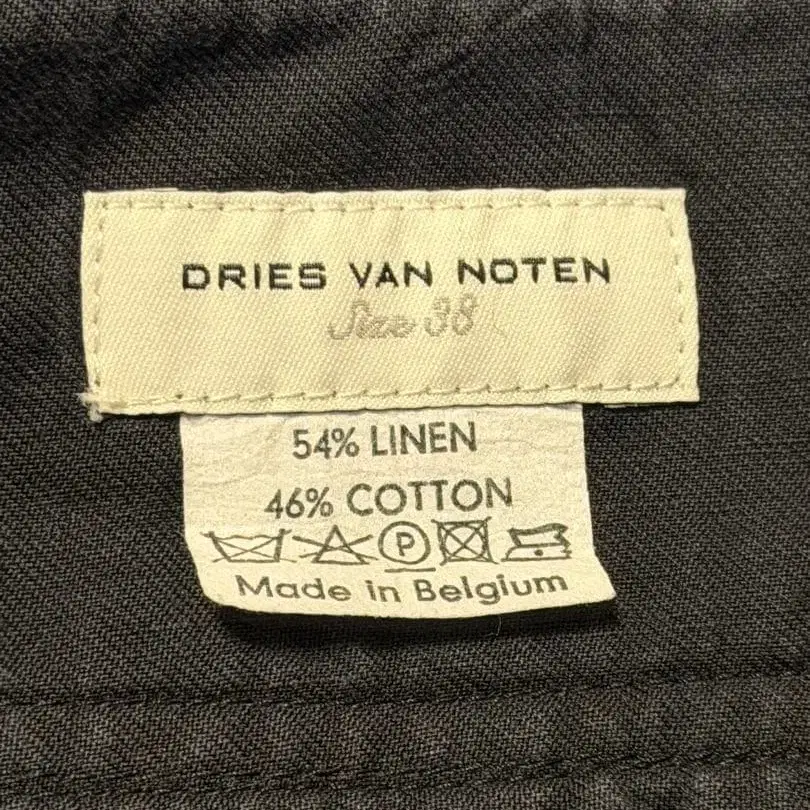 DRIES VAN NOTEN
Size 38
54% LINEN
46% COTTON
P
Made in Belgium